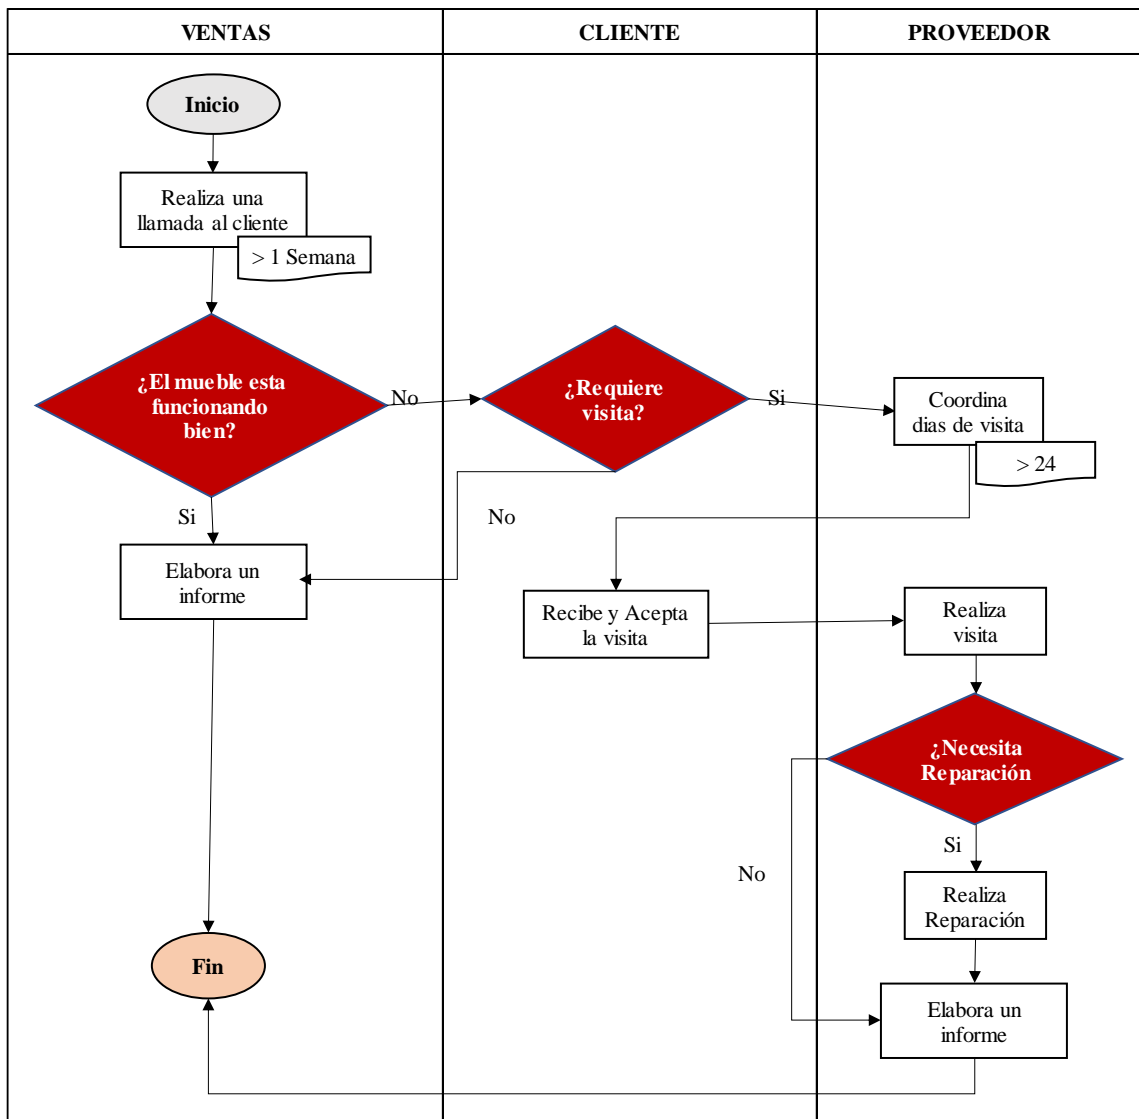 VENTAS
CLIENTE
PROVEEDOR
Inicio
Realiza una
llamada al cliente
> 1 Semana
¿El mueble esta
funcionando
bien?
No
¿Requiere
visita?
Si
Coordina
dias de visita
> 24
Si
No
Elabora un
informe
Recibe y Acepta
la visita
Realiza
visita
¿Necesita
Reparación
Si
No
Realiza
Reparación
Fin
Elabora un
informe